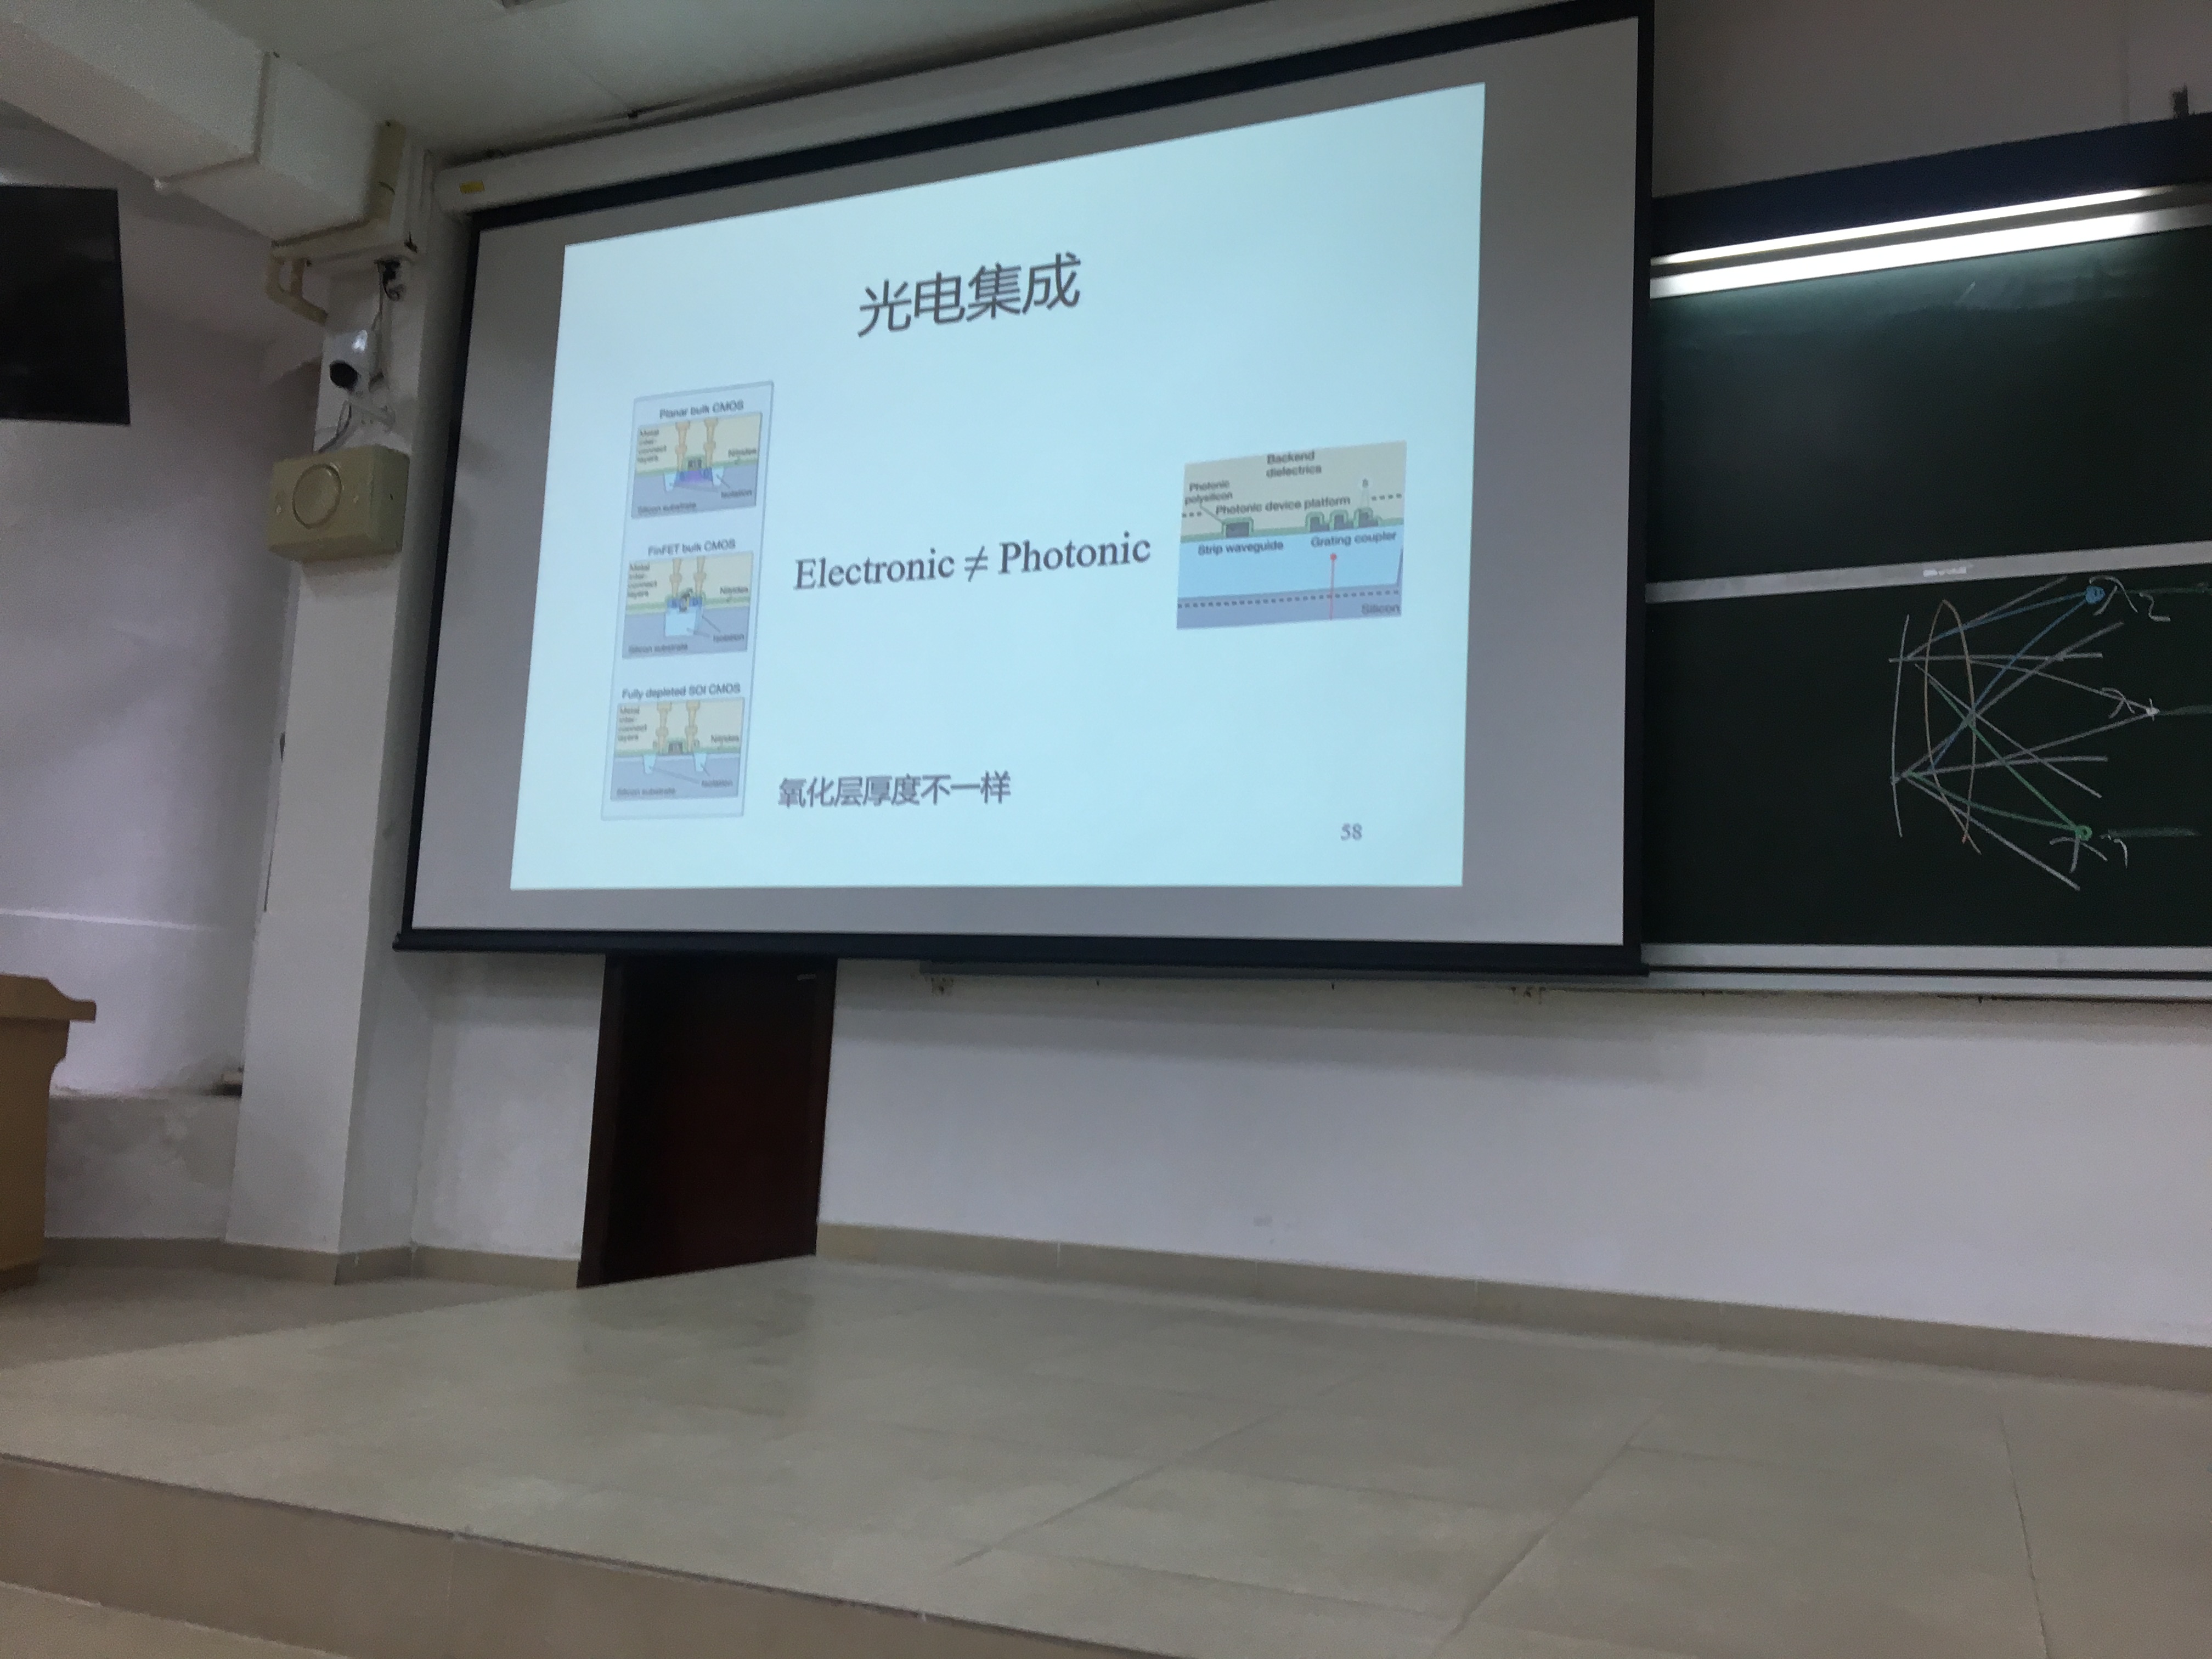 光电集成
Planar bulk CMOS
Metal
inter-
connect
layers
Nitrides
Isolation
Silicon substrate
FinFET bulk CMOS
Metal
inter-
connect
layers
Nitrides
Isolation
Silicon substrate
Fully depleted SOI CMOS
Metal
inter-
connect
layers
Nitrides
Isolation
Silicon substrate
Electronic ≠ Photonic
Backend
dielectrics
Photonic
polysilicon
Photonic device platform
Strip waveguide
Grating coupler
Silicon
氧化层厚度不一样
58